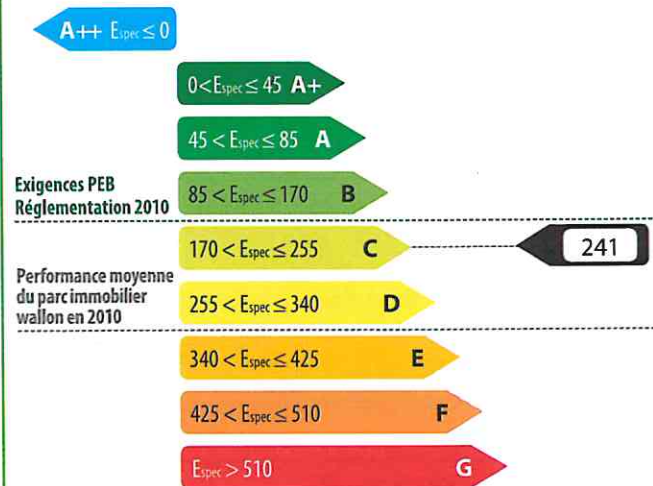 A++ Espec ≤ 0
0 < Espec ≤ 45 A+
45 < Espec ≤ 85 A
Exigences PEB
Réglementation 2010
85 < Espec ≤ 170 B
170 < Espec ≤ 255 C
241
Performance moyenne
du parc immobilier
wallon en 2010
255 < Espec ≤ 340 D
340 < Espec ≤ 425 E
425 < Espec ≤ 510 F
Espec > 510 G